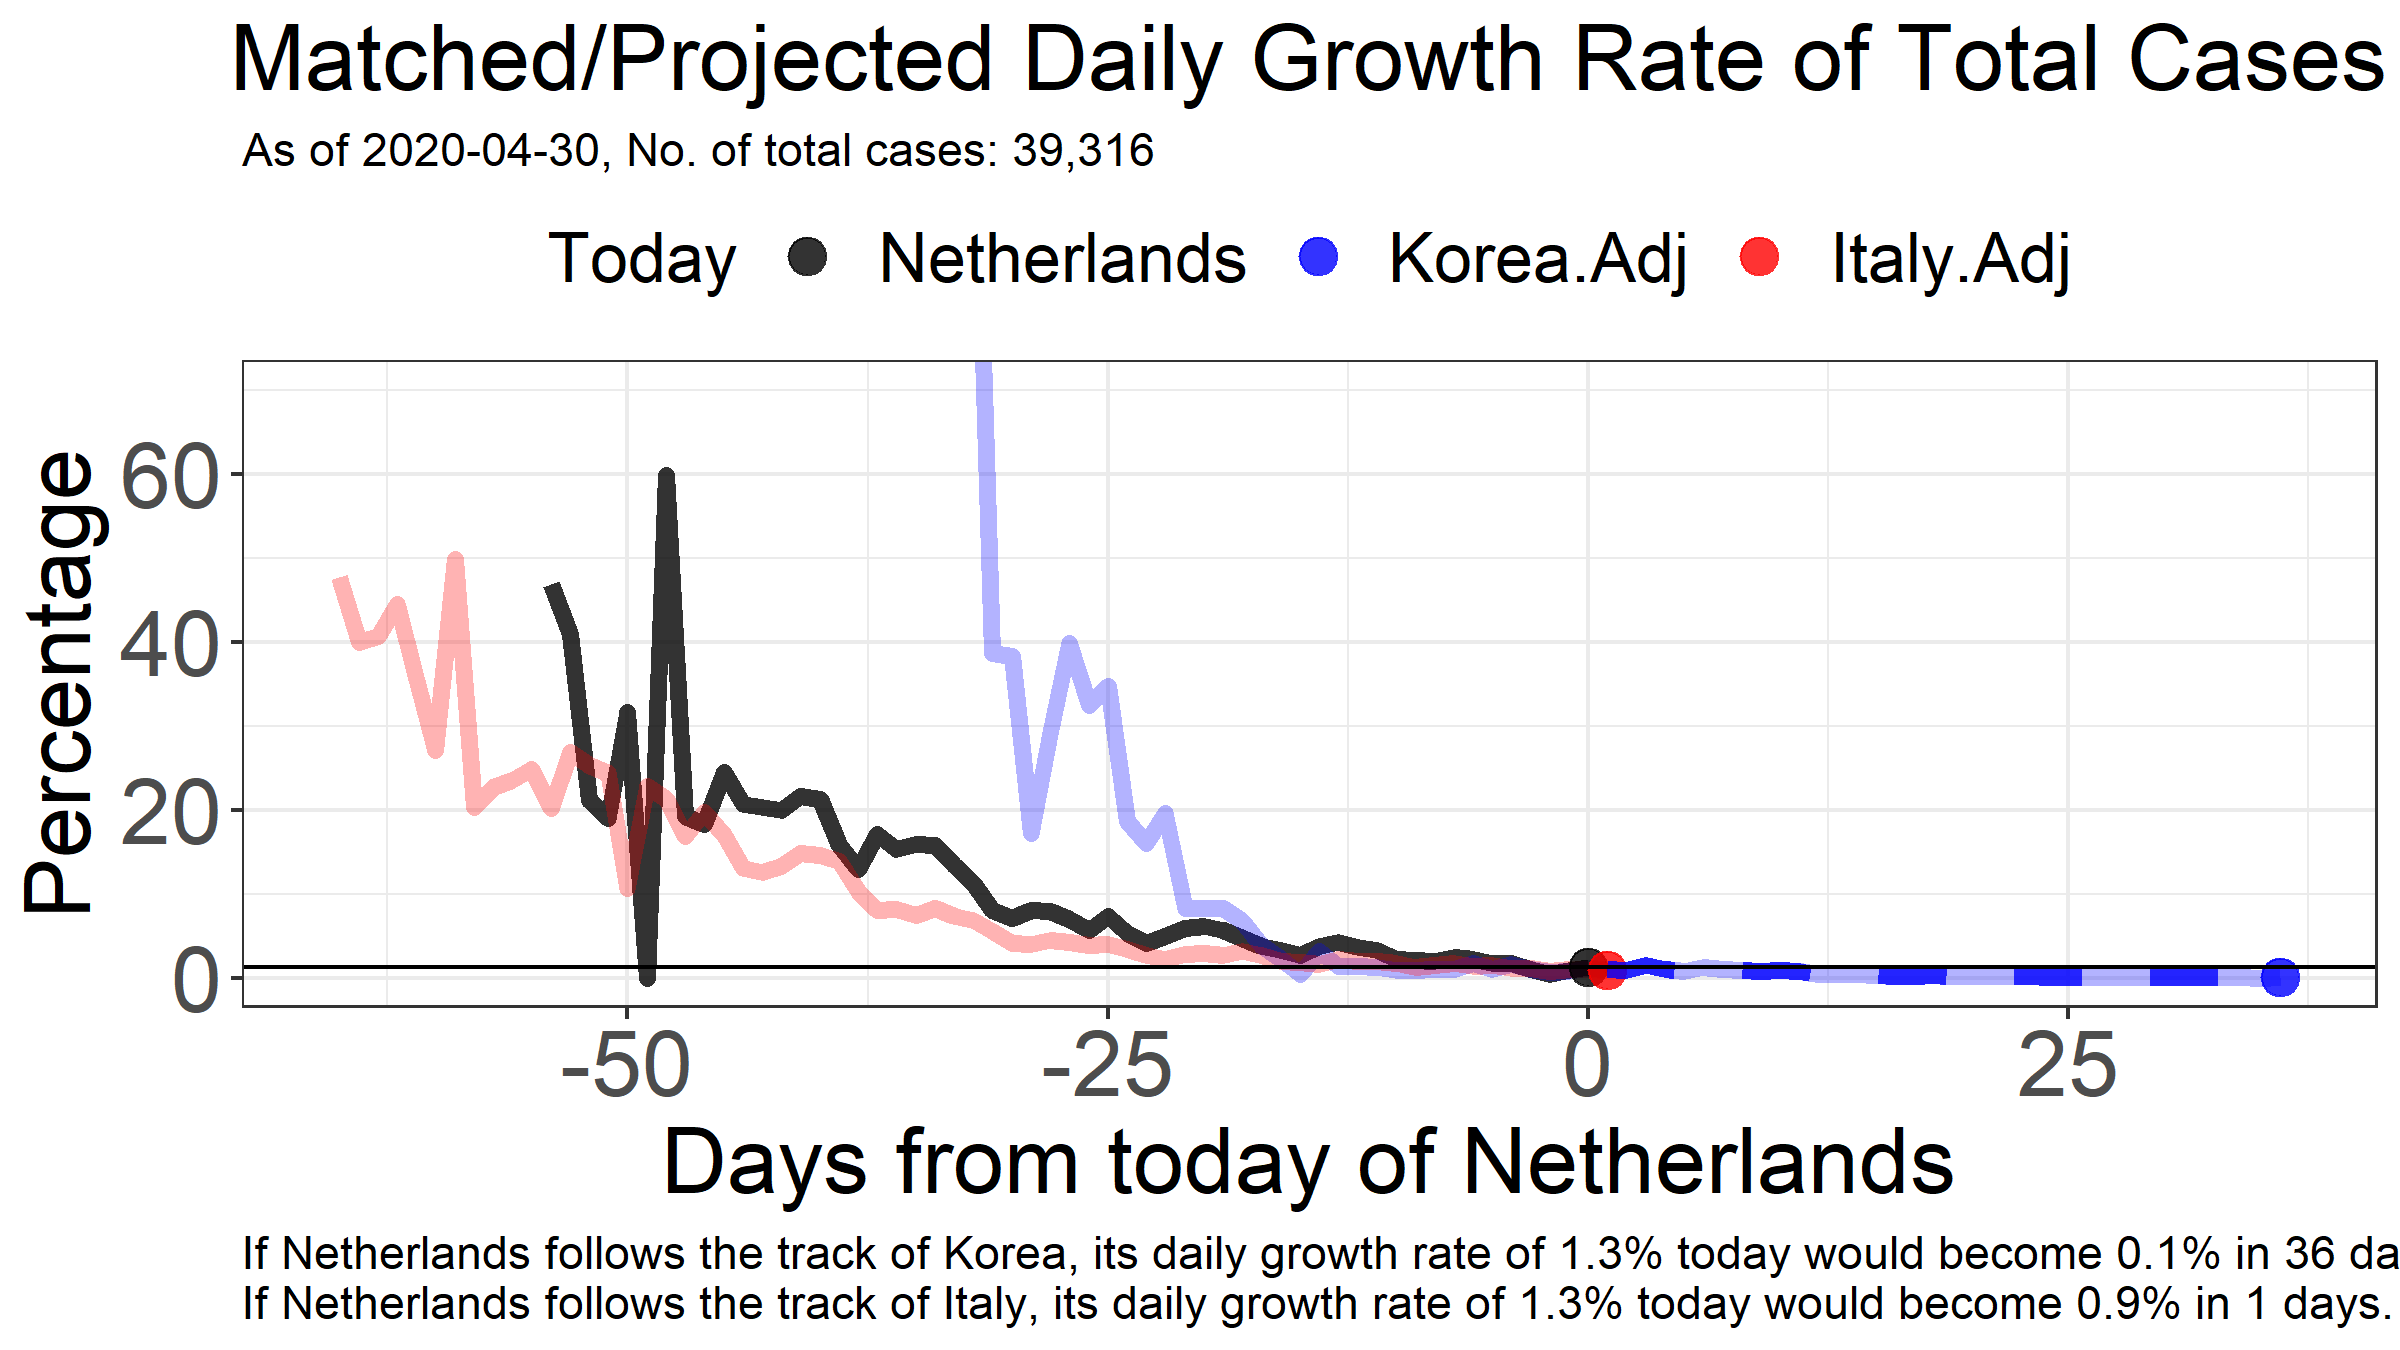 Matched/Projected Daily Growth Rate of Total Cases
As of 2020-04-30, No. of total cases: 39,316
Today Netherlands Korea.Adj Italy.Adj
Percentage
60
40
20
0
-50 -25 0 25
Days from today of Netherlands
If Netherlands follows the track of Korea, its daily growth rate of 1.3% today would become 0.1% in 36 da
If Netherlands follows the track of Italy, its daily growth rate of 1.3% today would become 0.9% in 1 days.